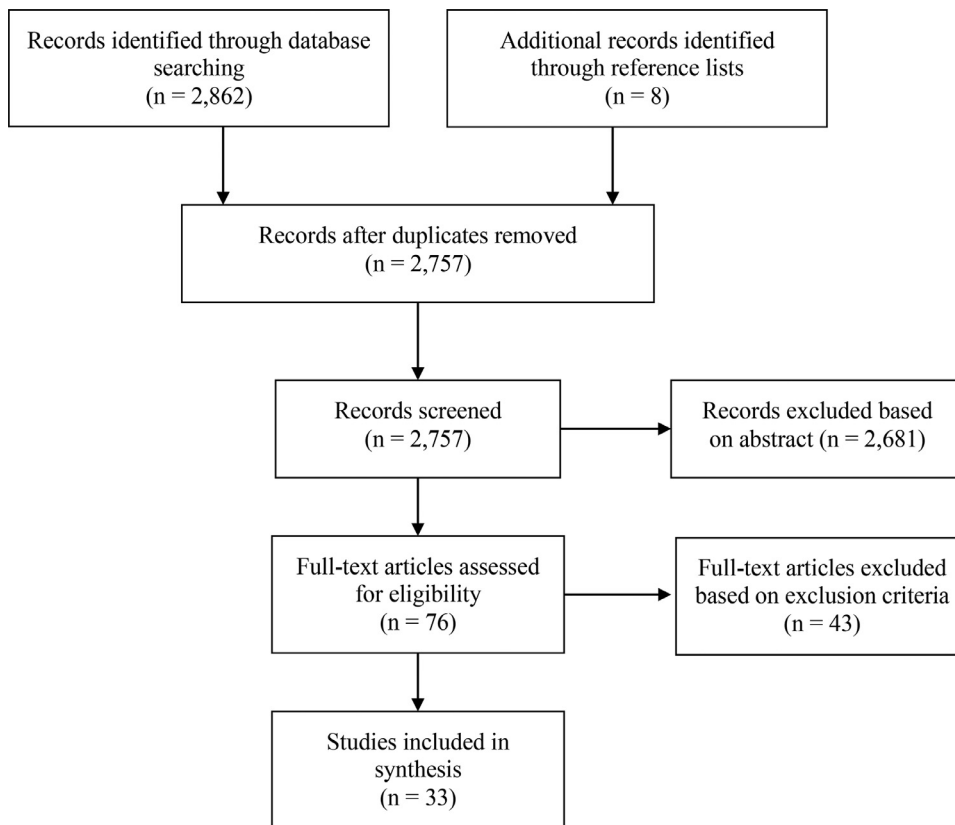 Records identified through database
searching
(n = 2,862)
Additional records identified
through reference lists
(n = 8)
Records after duplicates removed
(n = 2,757)
Records screened
(n = 2,757)
Records excluded based
on abstract (n = 2,681)
Full-text articles assessed
for eligibility
(n = 76)
Full-text articles excluded
based on exclusion criteria
(n = 43)
Studies included in
synthesis
(n = 33)